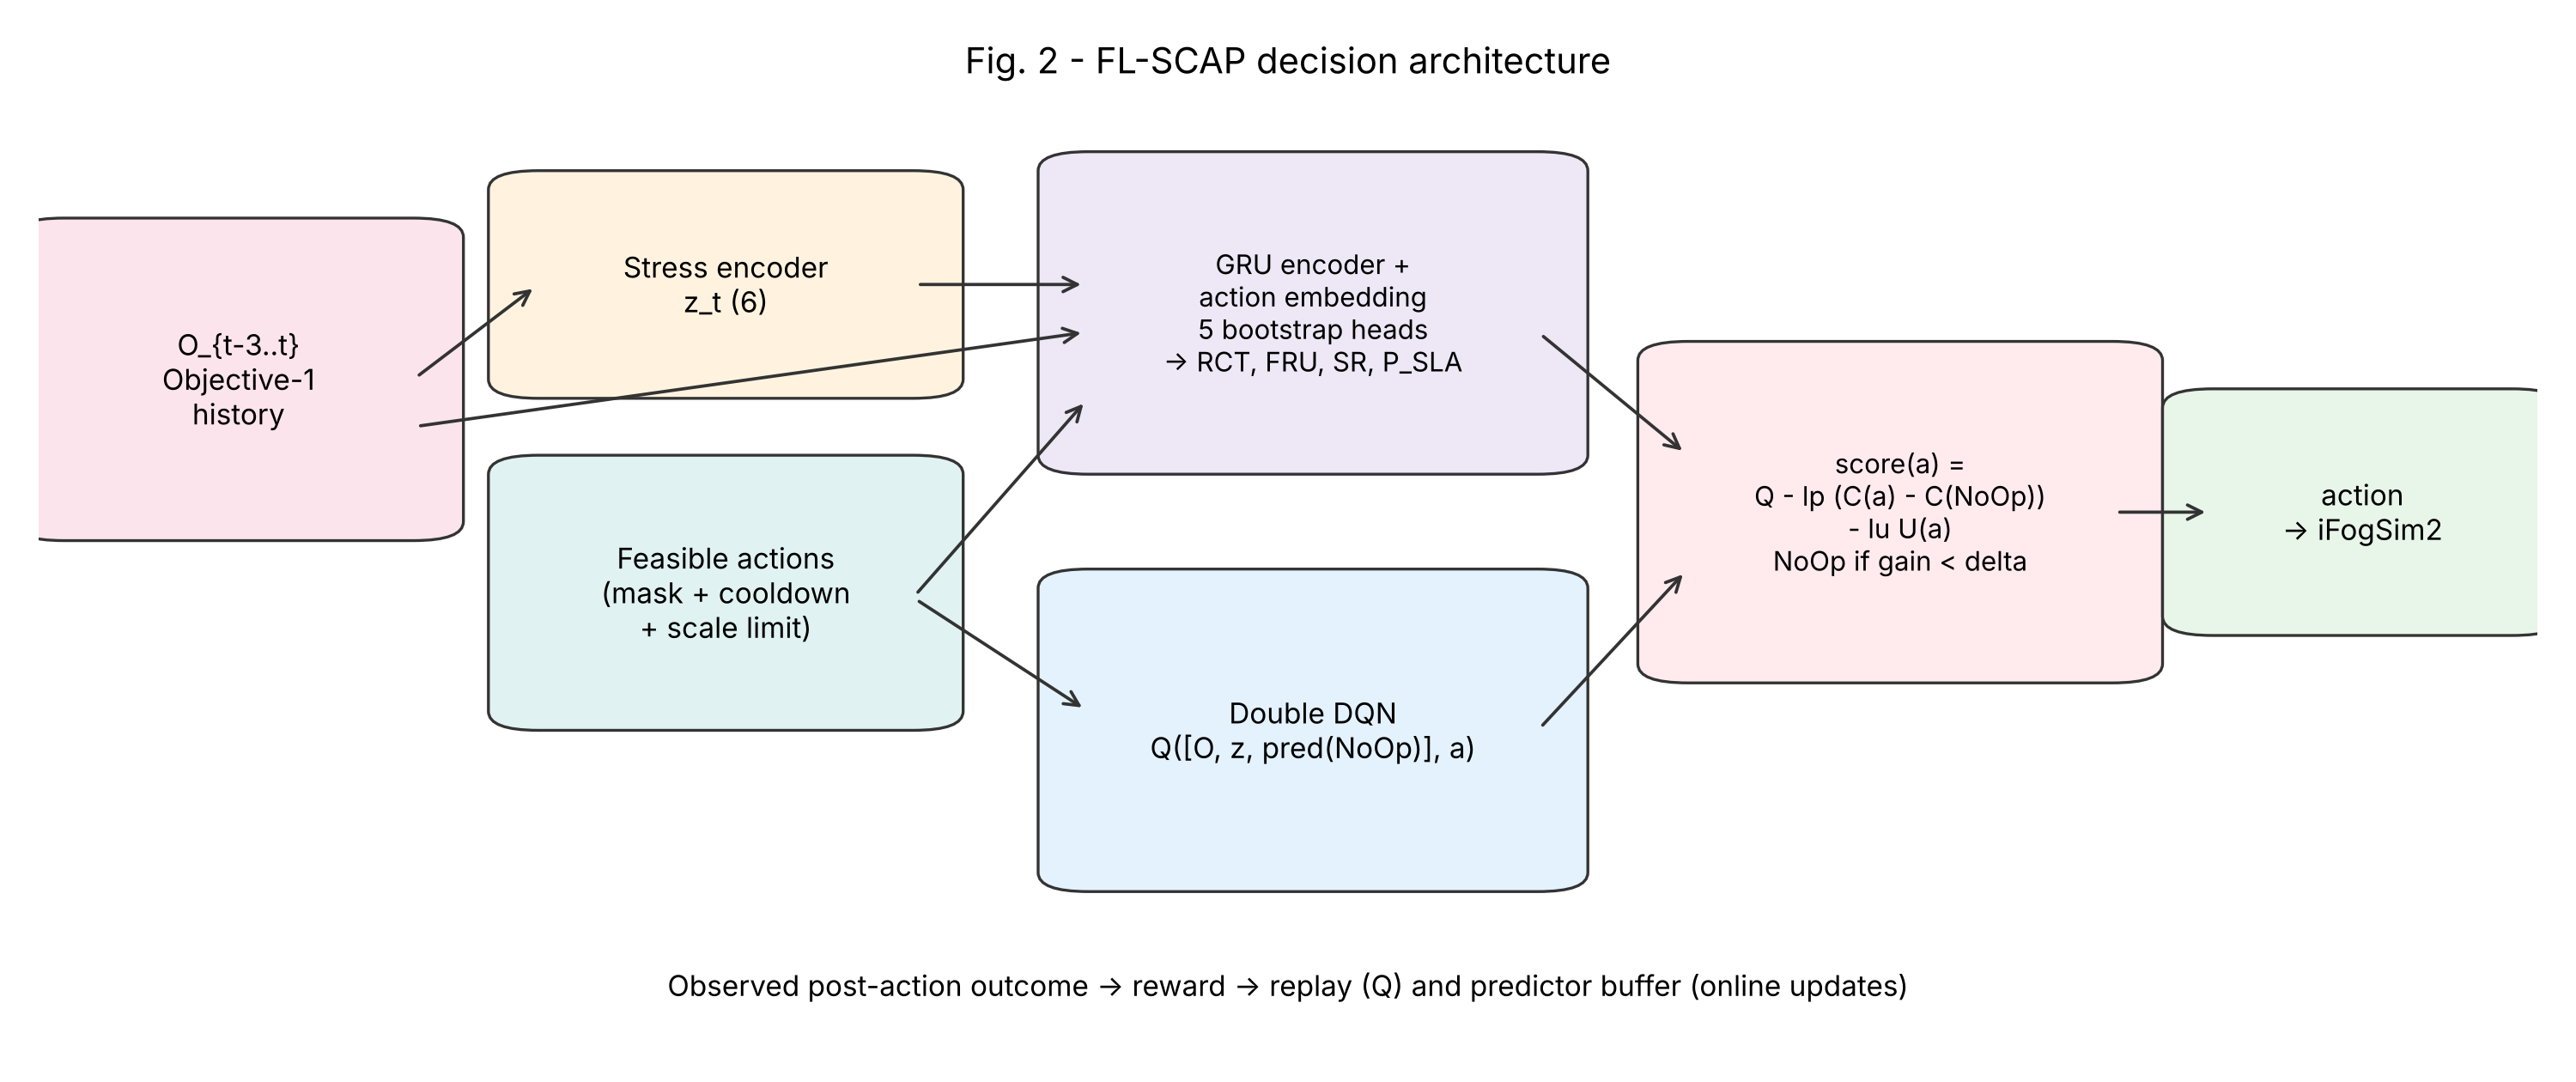 Fig. 2 - FL-SCAP decision architecture
O_{t-3..t}
Objective-1
history
Stress encoder
z_t (6)
Feasible actions
(mask + cooldown
+ scale limit)
GRU encoder +
action embedding
5 bootstrap heads
→ RCT, FRU, SR, P_SLA
Double DQN
Q([O, z, pred(NoOp)], a)
score(a) =
Q - lp (C(a) - C(NoOp))
- lu U(a)
NoOp if gain < delta
action
→ iFogSim2
Observed post-action outcome → reward → replay (Q) and predictor buffer (online updates)